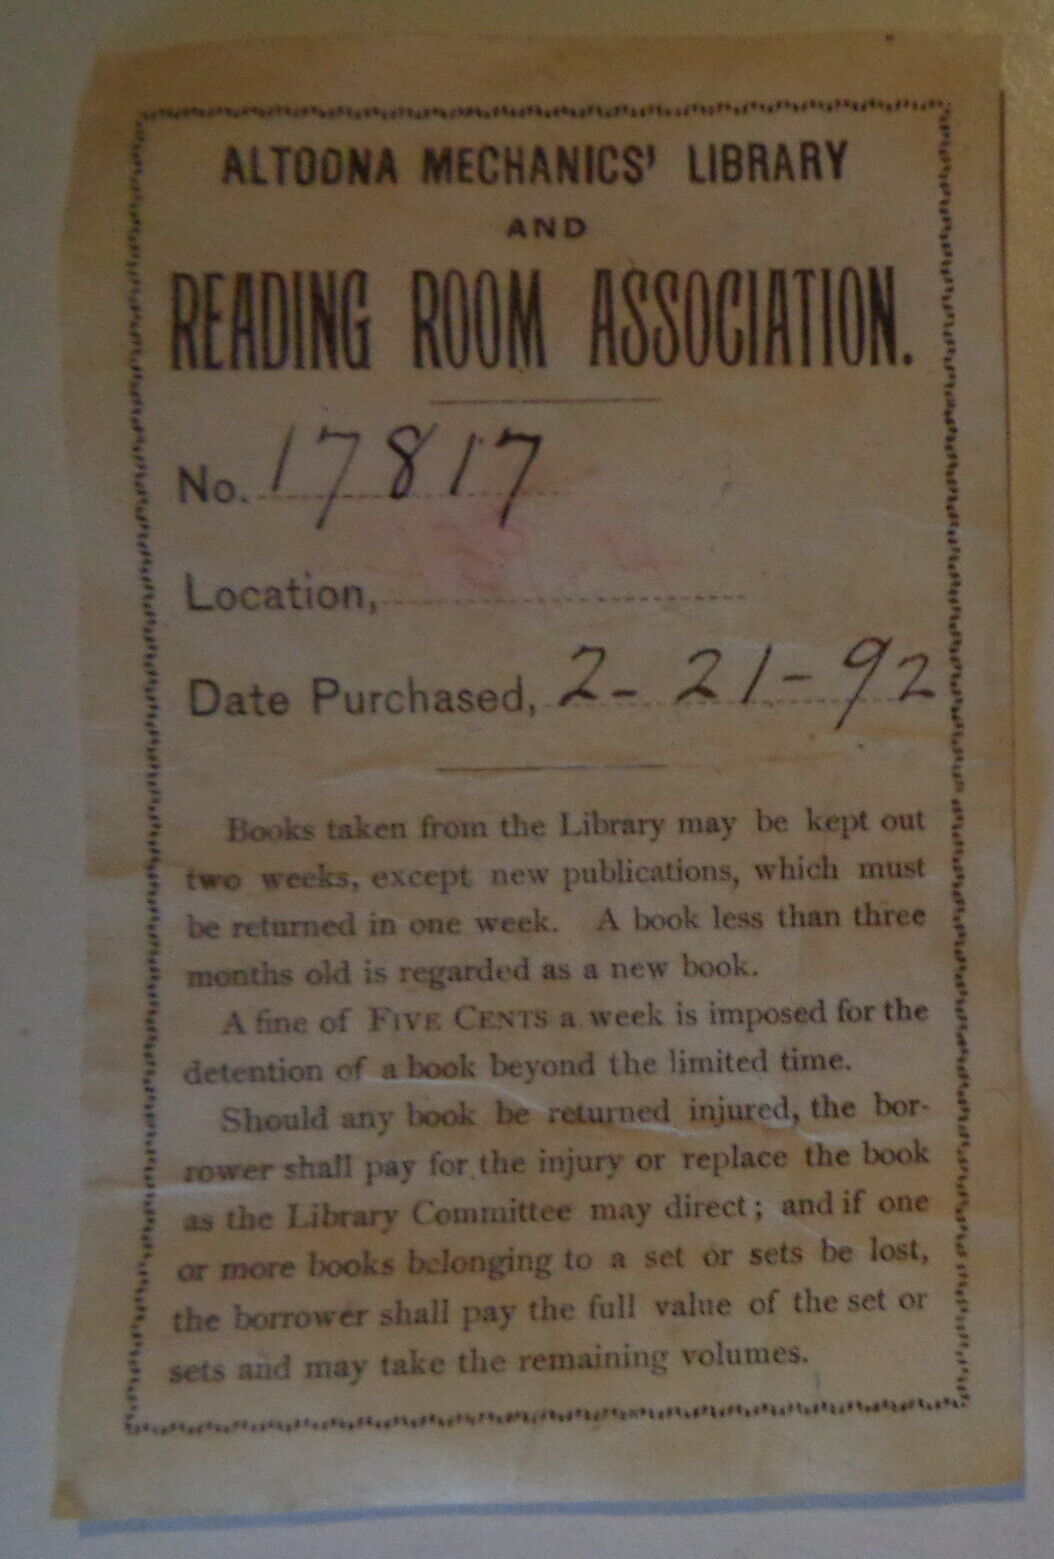 ALTOONA MECHANICS' LIBRARY
AND
READING ROOM ASSOCIATION.
No. 17817
Location,
Date Purchased, 2-21-92
Books taken from the Library may be kept out
two weeks, except new publications, which must
be returned in one week. A book less than three
months old is regarded as a new book.
A fine of FIVE CENTS a week is imposed for the
detention of a book beyond the limited time.
Should any book be returned injured, the bor-
rower shall pay for the injury or replace the book
as the Library Committee may direct; and if one
or more books belonging to a set or sets be lost,
the borrower shall pay the full value of the set or
sets and may take the remaining volumes.